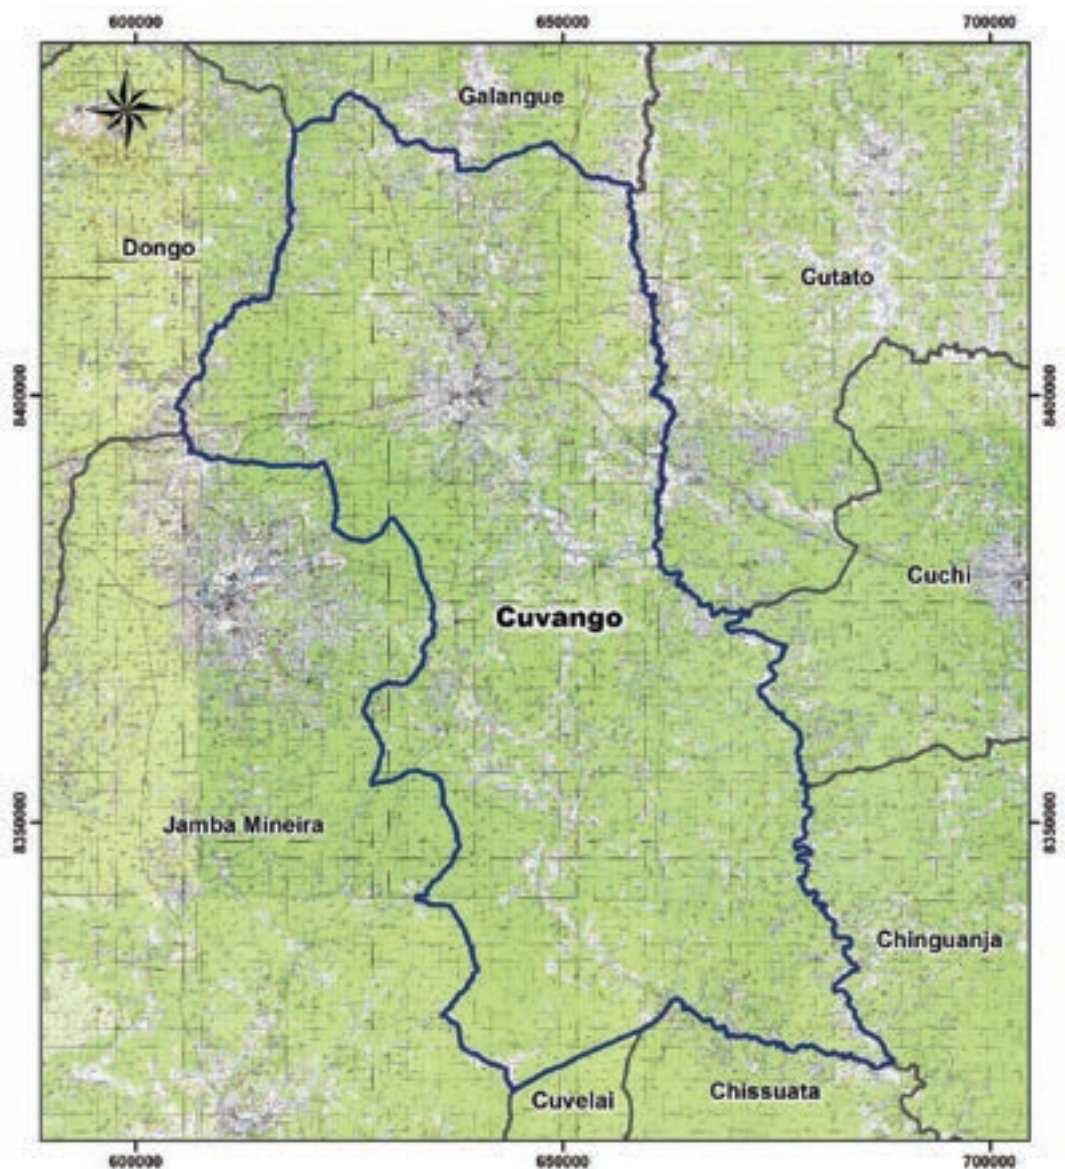 600000 650000 700000
Galangue
Dongo
Cutato
8400000 8400000
Cuchi
Cuvango
Jamba Mineira
8350000 8350000
Chinguanja
Cuvelai
Chissuata
600000 650000 700000